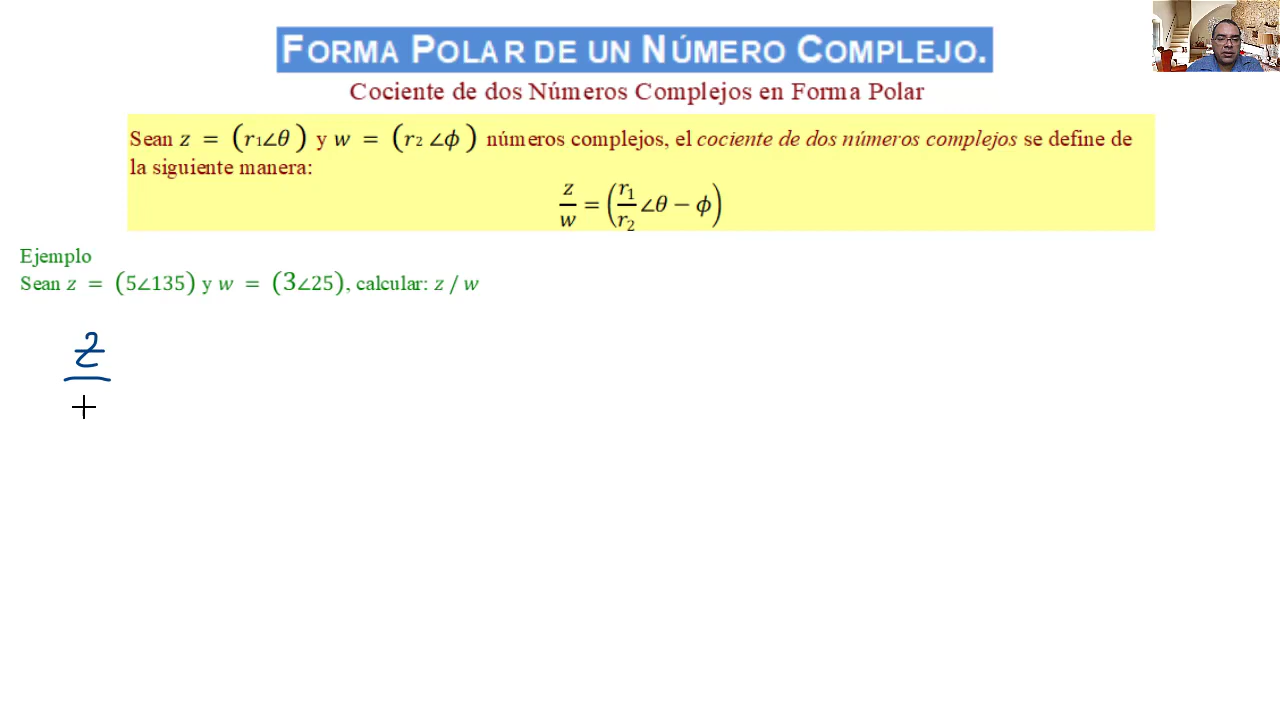 FORMA POLAR DE UN NÚMERO COMPLEJO.
Cociente de dos Números Complejos en Forma Polar
Sean z = (r₁∠θ) y w = (r₂ ∠ϕ) números complejos, el cociente de dos números complejos se define de
la siguiente manera:
z/w = (r₁/r₂ ∠θ − ϕ)
Ejemplo
Sean z = (5∠135) y w = (3∠25), calcular: z / w
z